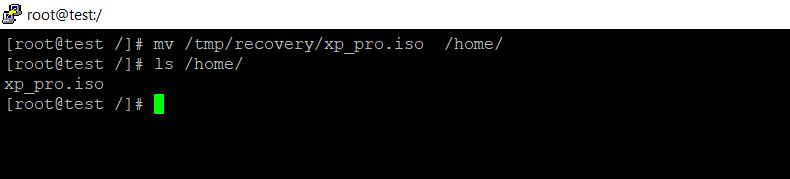 root@test:/
[root@test /]# mv /tmp/recovery/xp_pro.iso  /home/
[root@test /]# ls /home/
xp_pro.iso
[root@test /]#